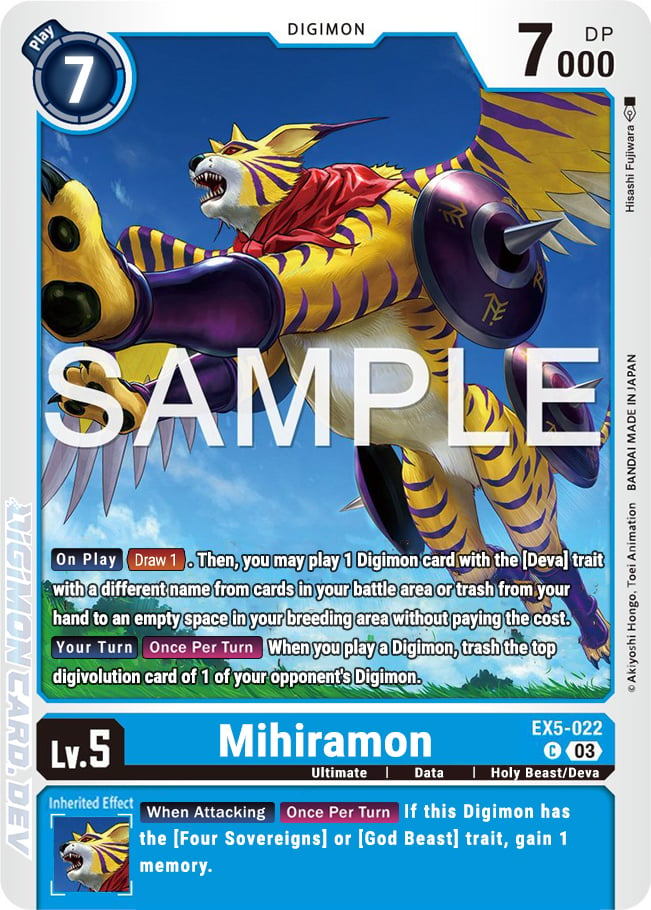 Play
7
DIGIMON
7000
DP
Hisashi Fujiwara
SAMPLE
On Play Draw 1. Then, you may play 1 Digimon card with the [Deva] trait
with a different name from cards in your battle area or trash from your
hand to an empty space in your breeding area without paying the cost.
Your Turn Once Per Turn When you play a Digimon, trash the top
digivolution card of 1 of your opponent's Digimon.
© Akiyoshi Hongo, Toei Animation BANDAI MADE IN JAPAN
DIGIMONCARD.DEV
Lv.5
Mihiramon
EX5-022
C 03
Ultimate | Data | Holy Beast/Deva
Inherited Effect
When Attacking Once Per Turn If this Digimon has
the [Four Sovereigns] or [God Beast] trait, gain 1
memory.